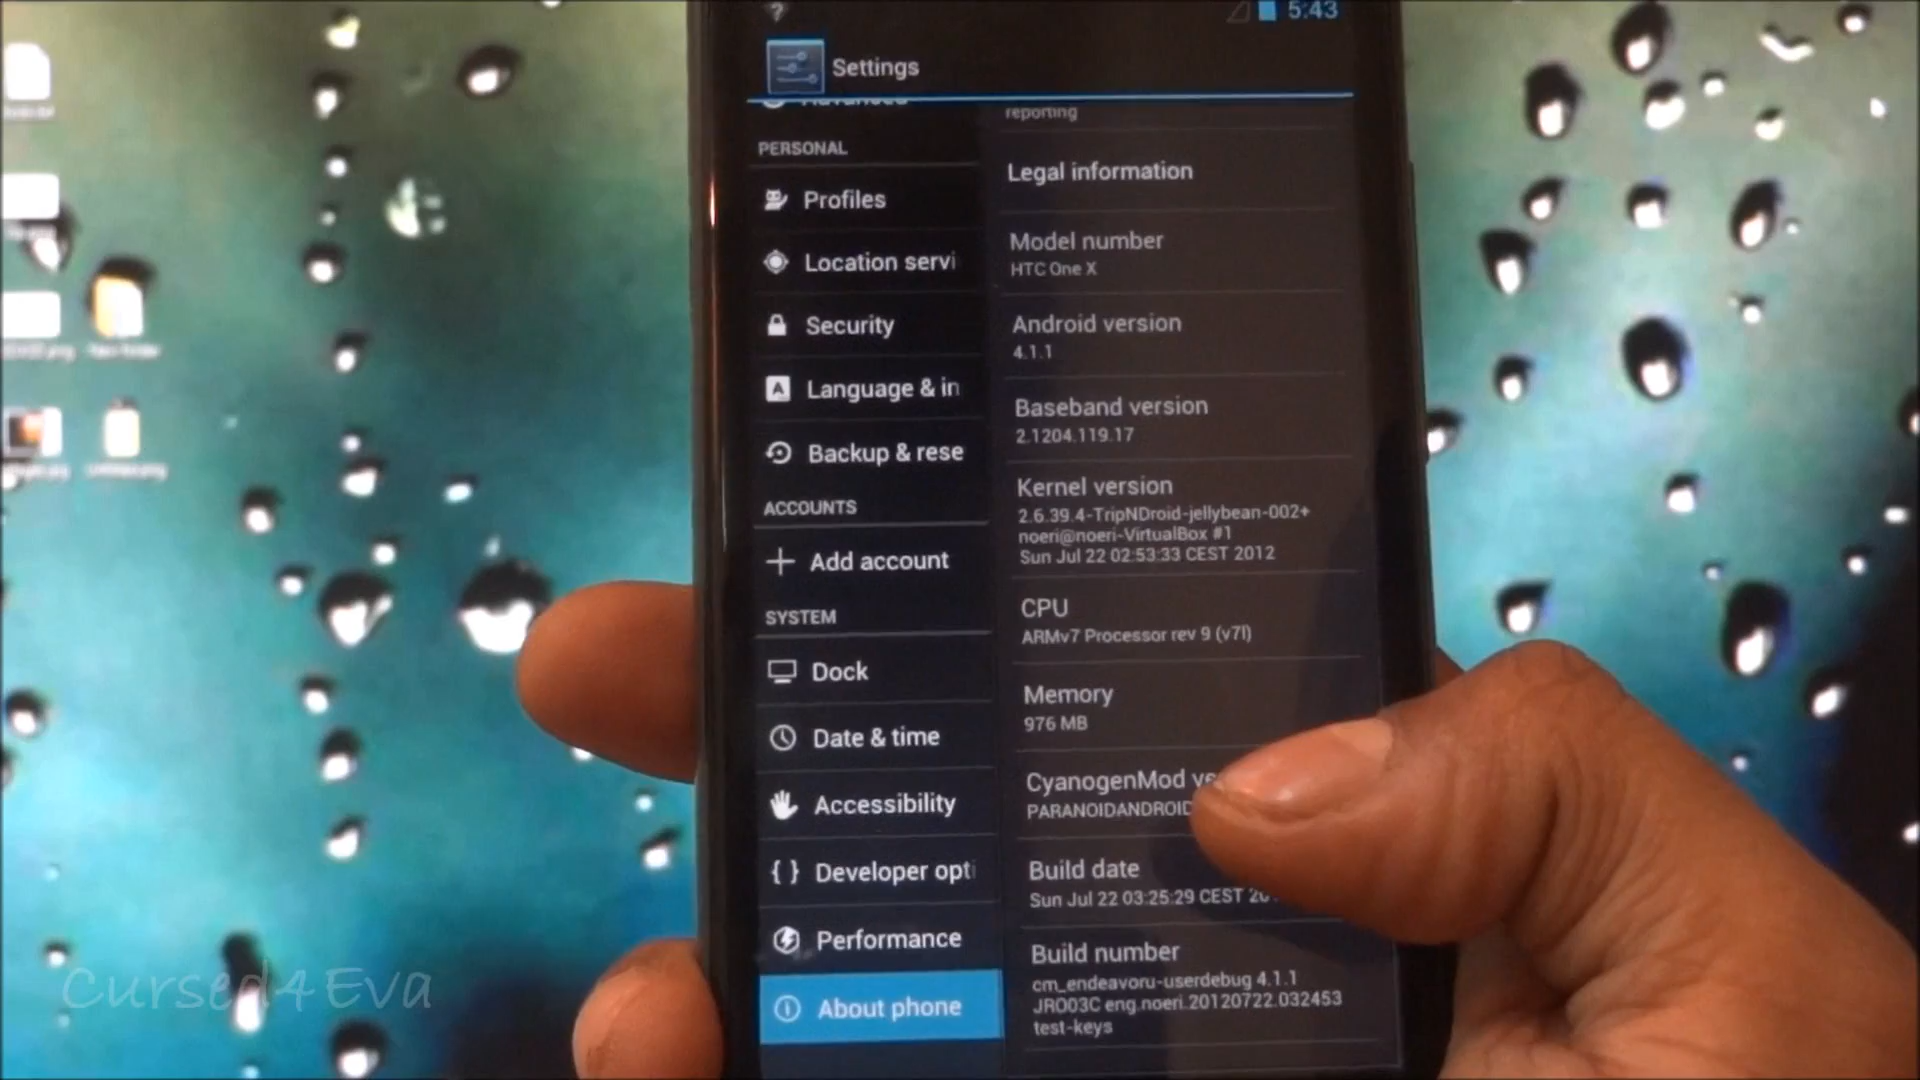 5:43
Settings
Advanced
PERSONAL
Profiles
Location servi
Security
Language & in
Backup & rese
ACCOUNTS
Add account
SYSTEM
Dock
Date & time
Accessibility
{ } Developer opti
Performance
About phone
reporting
Legal information
Model number
HTC One X
Android version
4.1.1
Baseband version
2.1204.119.17
Kernel version
2.6.39.4-TripNDroid-jellybean-002+
noeri@noeri-VirtualBox #1
Sun Jul 22 02:53:33 CEST 2012
CPU
ARMv7 Processor rev 9 (v7l)
Memory
976 MB
CyanogenMod ve
PARANOIDANDROID
Build date
Sun Jul 22 03:25:29 CEST 20
Build number
cm_endeavoru-userdebug 4.1.1
JRO03C eng.noeri.20120722.032453
test-keys
Cursed4Eva